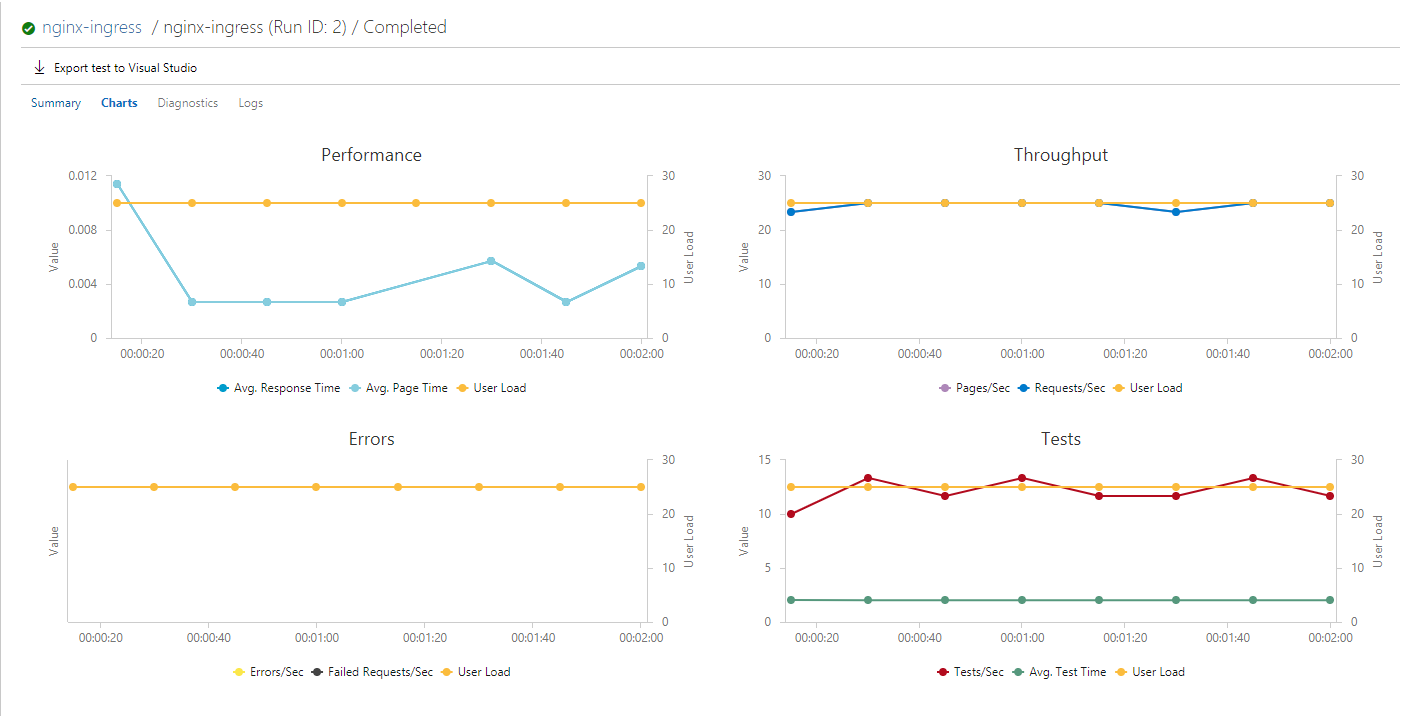 nginx-ingress / nginx-ingress (Run ID: 2) / Completed
Export test to Visual Studio
Summary Charts Diagnostics Logs
Performance
0.012
0.008
0.004
0
Value
30
20
10
0
User Load
00:00:20 00:00:40 00:01:00 00:01:20 00:01:40 00:02:00
Avg. Response Time Avg. Page Time User Load
Throughput
30
20
10
0
Value
30
20
10
0
User Load
00:00:20 00:00:40 00:01:00 00:01:20 00:01:40 00:02:00
Pages/Sec Requests/Sec User Load
Errors
Value
30
20
10
0
User Load
00:00:20 00:00:40 00:01:00 00:01:20 00:01:40 00:02:00
Errors/Sec Failed Requests/Sec User Load
Tests
15
10
5
0
Value
30
20
10
0
User Load
00:00:20 00:00:40 00:01:00 00:01:20 00:01:40 00:02:00
Tests/Sec Avg. Test Time User Load